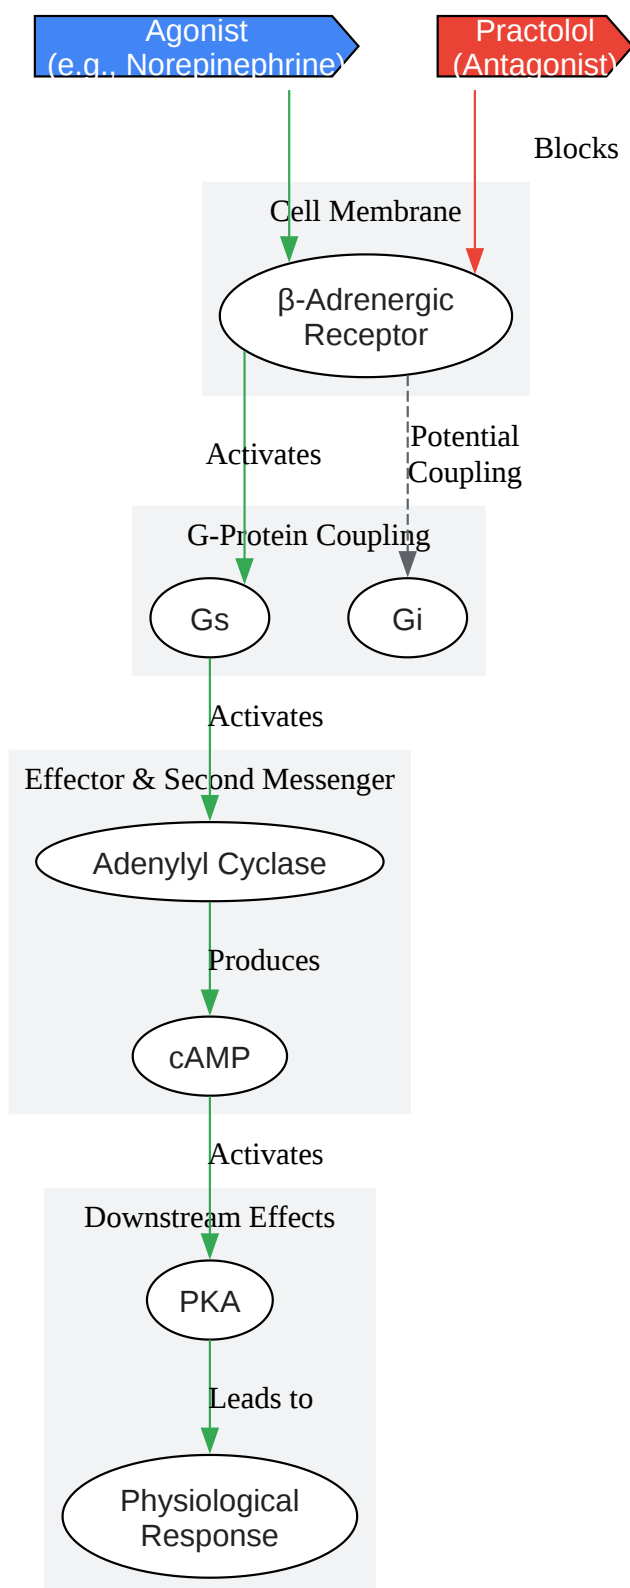 Agonist
(e.g., Norepinephrine)
Practolol
(Antagonist)
Blocks
Cell Membrane
β-Adrenergic
Receptor
Activates
Potential
Coupling
G-Protein Coupling
Gs
Gi
Activates
Effector & Second Messenger
Adenylyl Cyclase
Produces
cAMP
Activates
Downstream Effects
PKA
Leads to
Physiological
Response